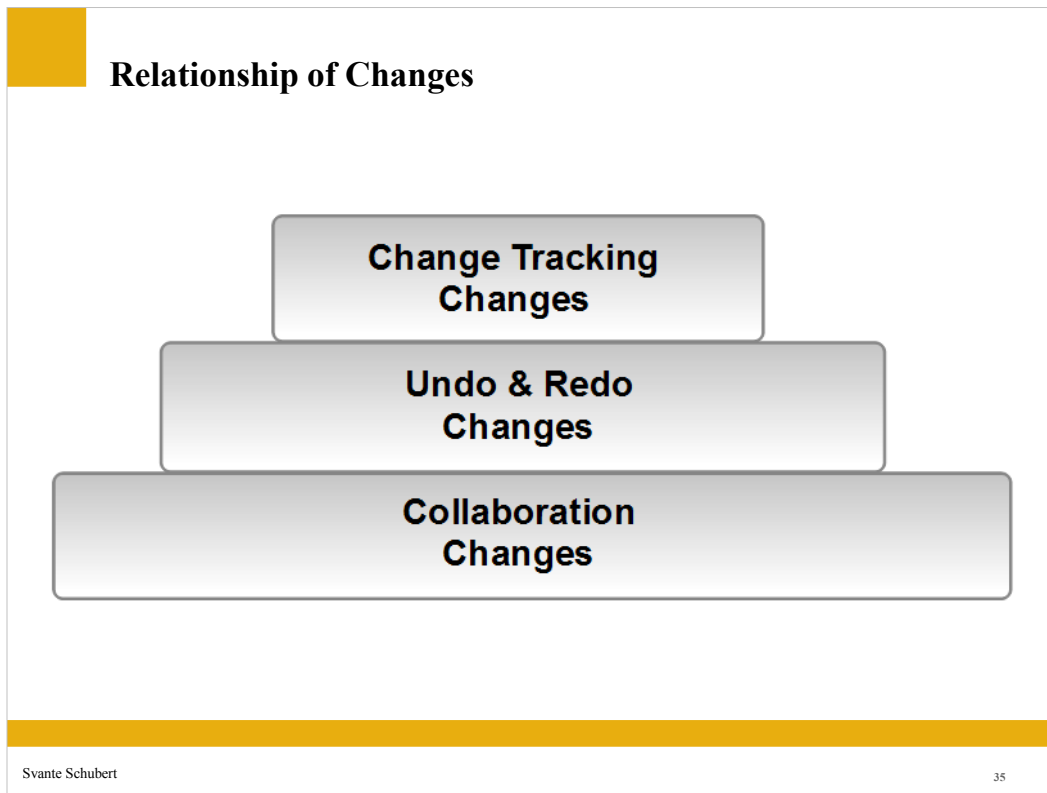 Relationship of Changes
Change Tracking
Changes
Undo & Redo
Changes
Collaboration
Changes
Svante Schubert
35